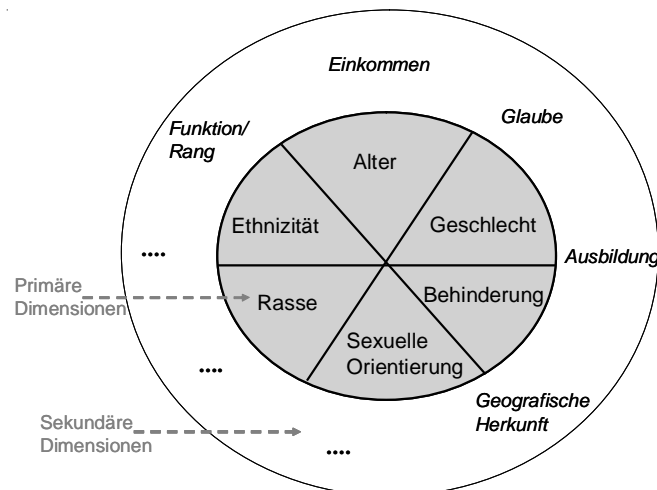 Einkommen
Glaube
Funktion/
Rang
Alter
Ethnizität
Geschlecht
....
Ausbildung
Primäre
Dimensionen
Rasse
Behinderung
Sexuelle
Orientierung
....
Geografische
Herkunft
Sekundäre
Dimensionen
....